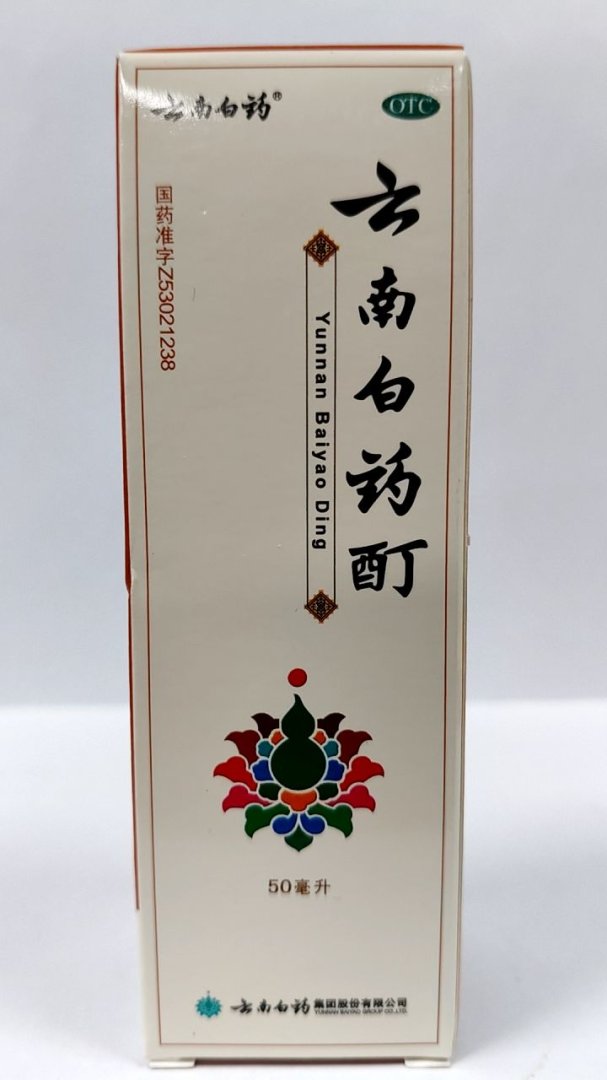 云南白药®
OTC
国药准字Z53021238
云南白药酊
Yunnan Baiyao Ding
50毫升
云南白药集团股份有限公司
YUNNAN BAIYAO GROUP CO.,LTD.